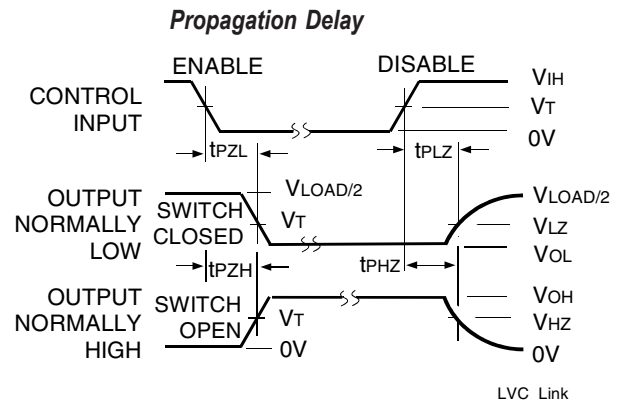 Propagation Delay
ENABLE
DISABLE
CONTROL
INPUT
VIH
VT
0V
tPZL
tPLZ
OUTPUT
NORMALLY
LOW
SWITCH
CLOSED
VLOAD/2
VT
VLOAD/2
VLZ
VOL
tPZH
tPHZ
OUTPUT
NORMALLY
HIGH
SWITCH
OPEN
VT
0V
VOH
VHZ
0V
LVC Link